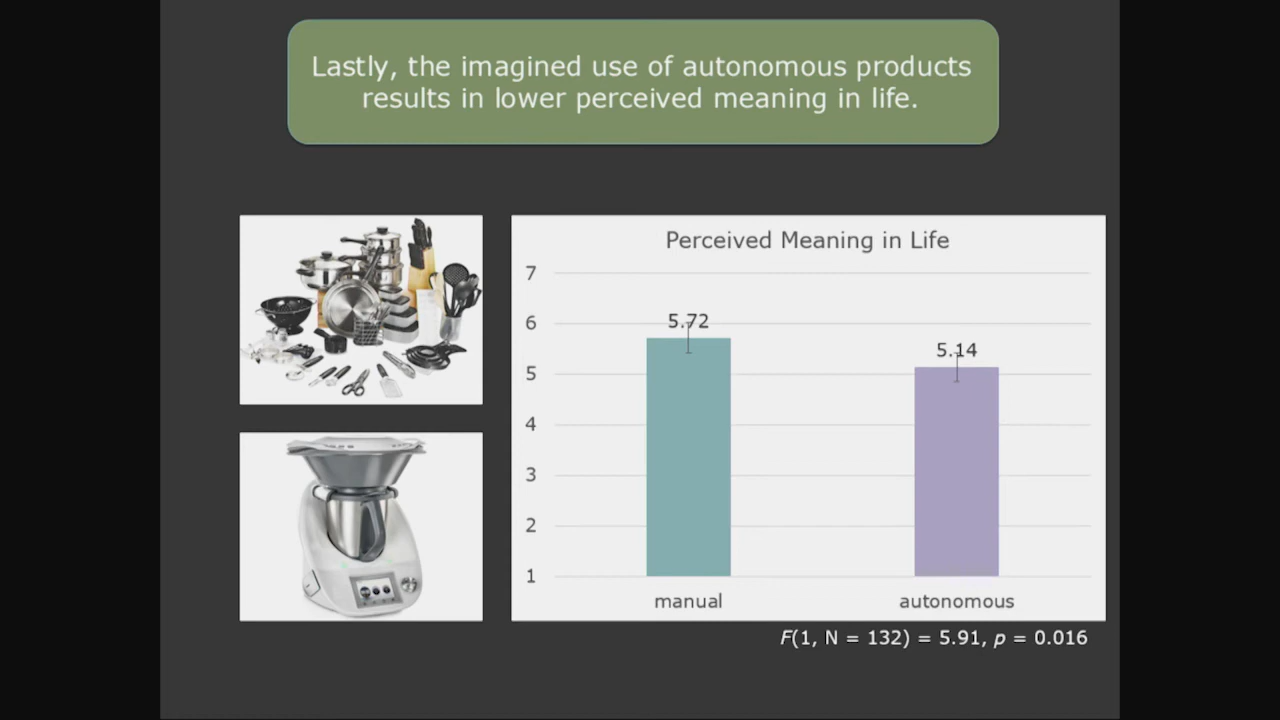 Lastly, the imagined use of autonomous products
results in lower perceived meaning in life.
Perceived Meaning in Life
7
6
5
4
3
2
1
5.72
5.14
manual
autonomous
F(1, N = 132) = 5.91, p = 0.016